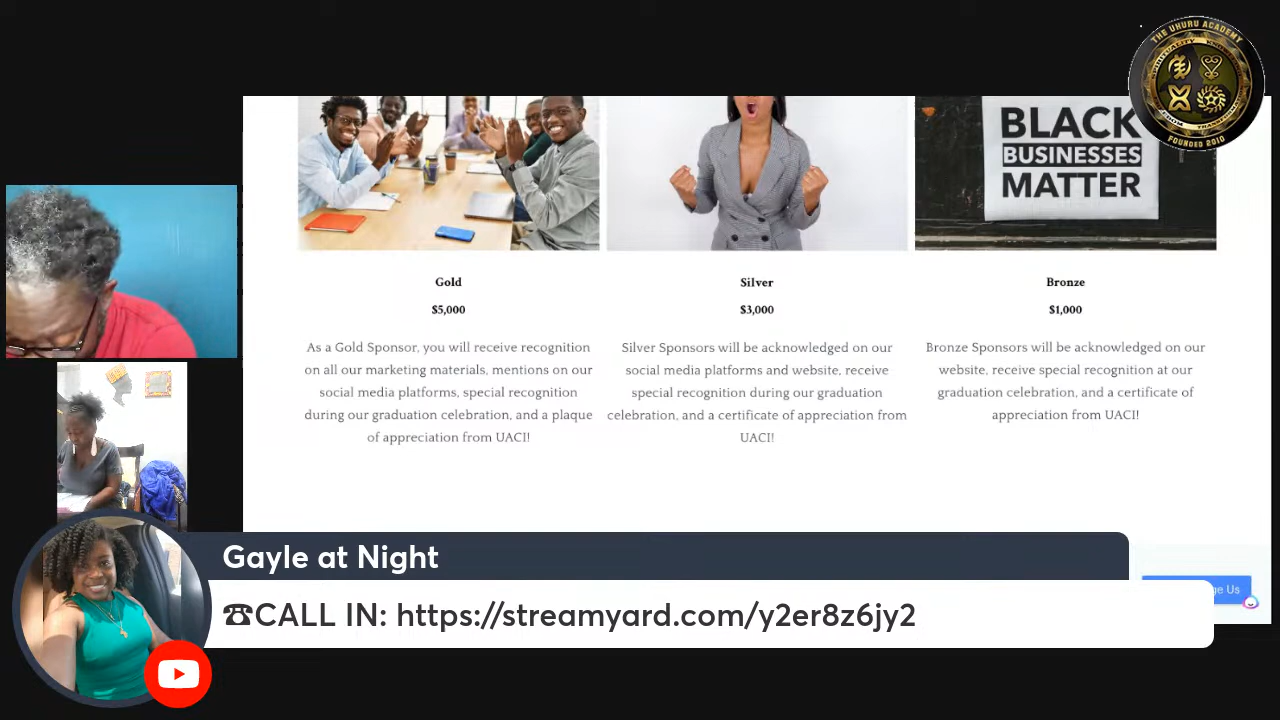 THE UHURU ACADEMY
FOUNDED 2010
BLACK
BUSINESSES
MATTER
Gold
$5,000
As a Gold Sponsor, you will receive recognition
on all our marketing materials, mentions on our
social media platforms, special recognition
during our graduation celebration, and a plaque
of appreciation from UACI!
Silver
$3,000
Silver Sponsors will be acknowledged on our
social media platforms and website, receive
special recognition during our graduation
celebration, and a certificate of appreciation from
UACI!
Bronze
$1,000
Bronze Sponsors will be acknowledged on our
website, receive special recognition at our
graduation celebration, and a certificate of
appreciation from UACI!
ge Us
Gayle at Night
☎CALL IN: https://streamyard.com/y2er8z6jy2